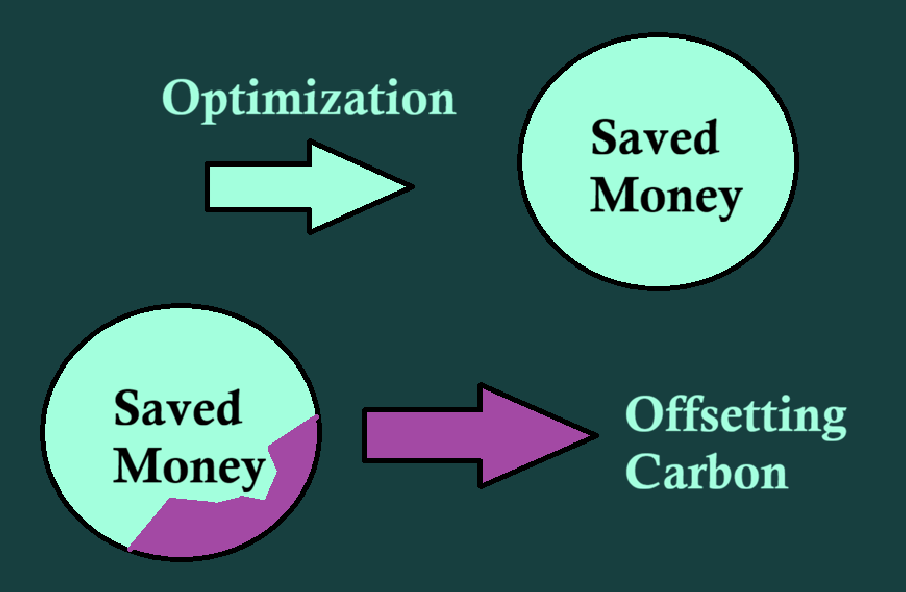 Optimization
Saved
Money
Saved
Money
Offsetting
Carbon